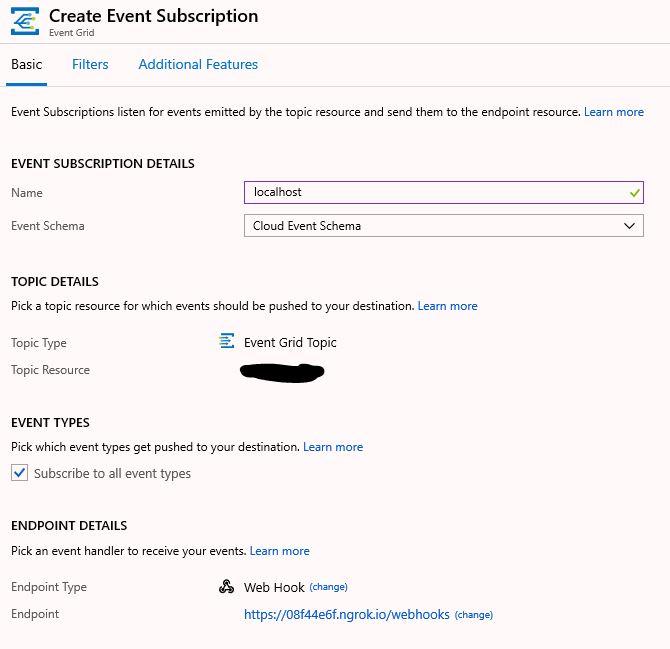 Create Event Subscription
Event Grid
Basic Filters Additional Features
Event Subscriptions listen for events emitted by the topic resource and send them to the endpoint resource. Learn more
EVENT SUBSCRIPTION DETAILS
Name localhost
Event Schema Cloud Event Schema
TOPIC DETAILS
Pick a topic resource for which events should be pushed to your destination. Learn more
Topic Type Event Grid Topic
Topic Resource
EVENT TYPES
Pick which event types get pushed to your destination. Learn more
Subscribe to all event types
ENDPOINT DETAILS
Pick an event handler to receive your events. Learn more
Endpoint Type Web Hook (change)
Endpoint https://08f44e6f.ngrok.io/webhooks (change)